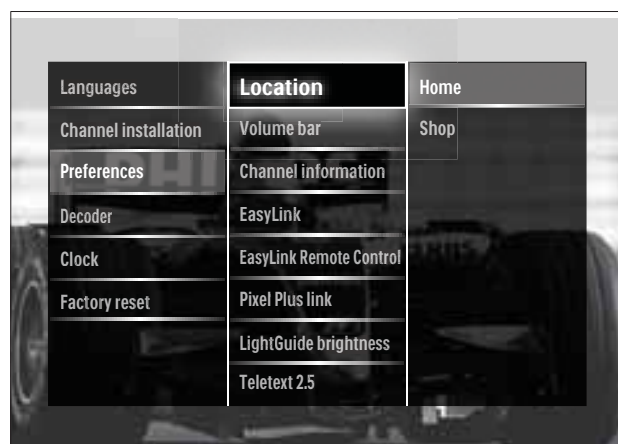 Languages
Channel installation
Preferences
Decoder
Clock
Factory reset
Location
Volume bar
Channel information
EasyLink
EasyLink Remote Control
Pixel Plus link
LightGuide brightness
Teletext 2.5
Home
Shop